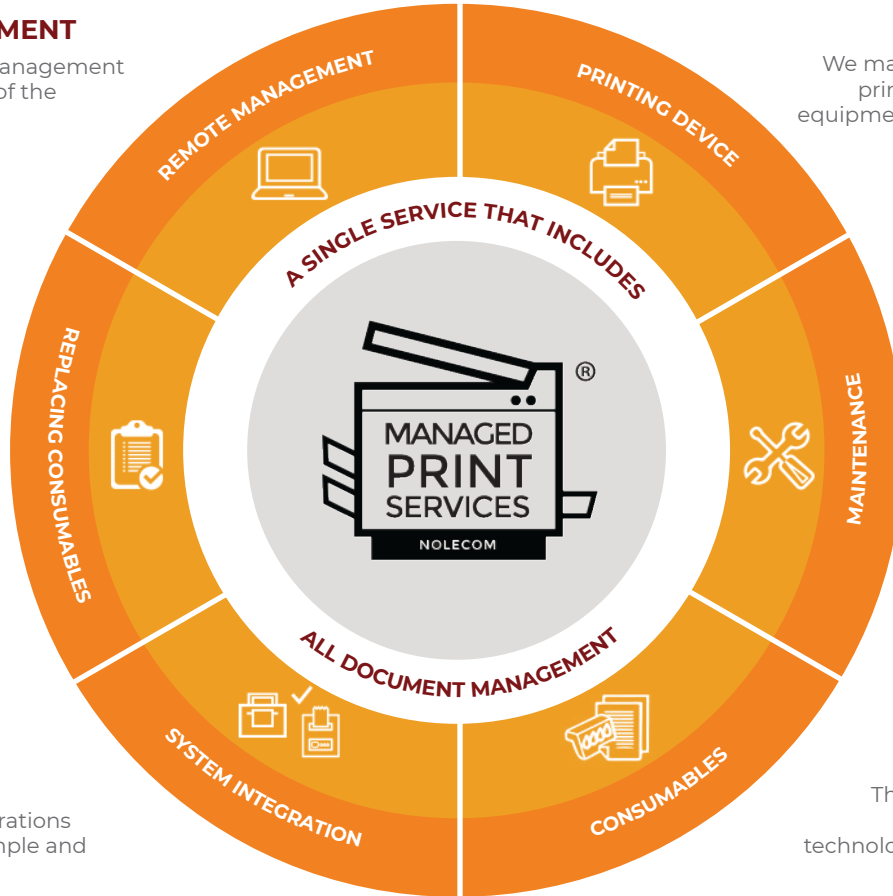 MENT
anagement
of the
We ma
prin
equipme
REMOTE MANAGEMENT
PRINTING DEVICE
A SINGLE SERVICE THAT INCLUDES
®
MANAGED
PRINT
SERVICES
NOLECOM
REPLACING CONSUMABLES
MAINTENANCE
ALL DOCUMENT MANAGEMENT
SYSTEM INTEGRATION
CONSUMABLES
rations
mple and
Th
technolo